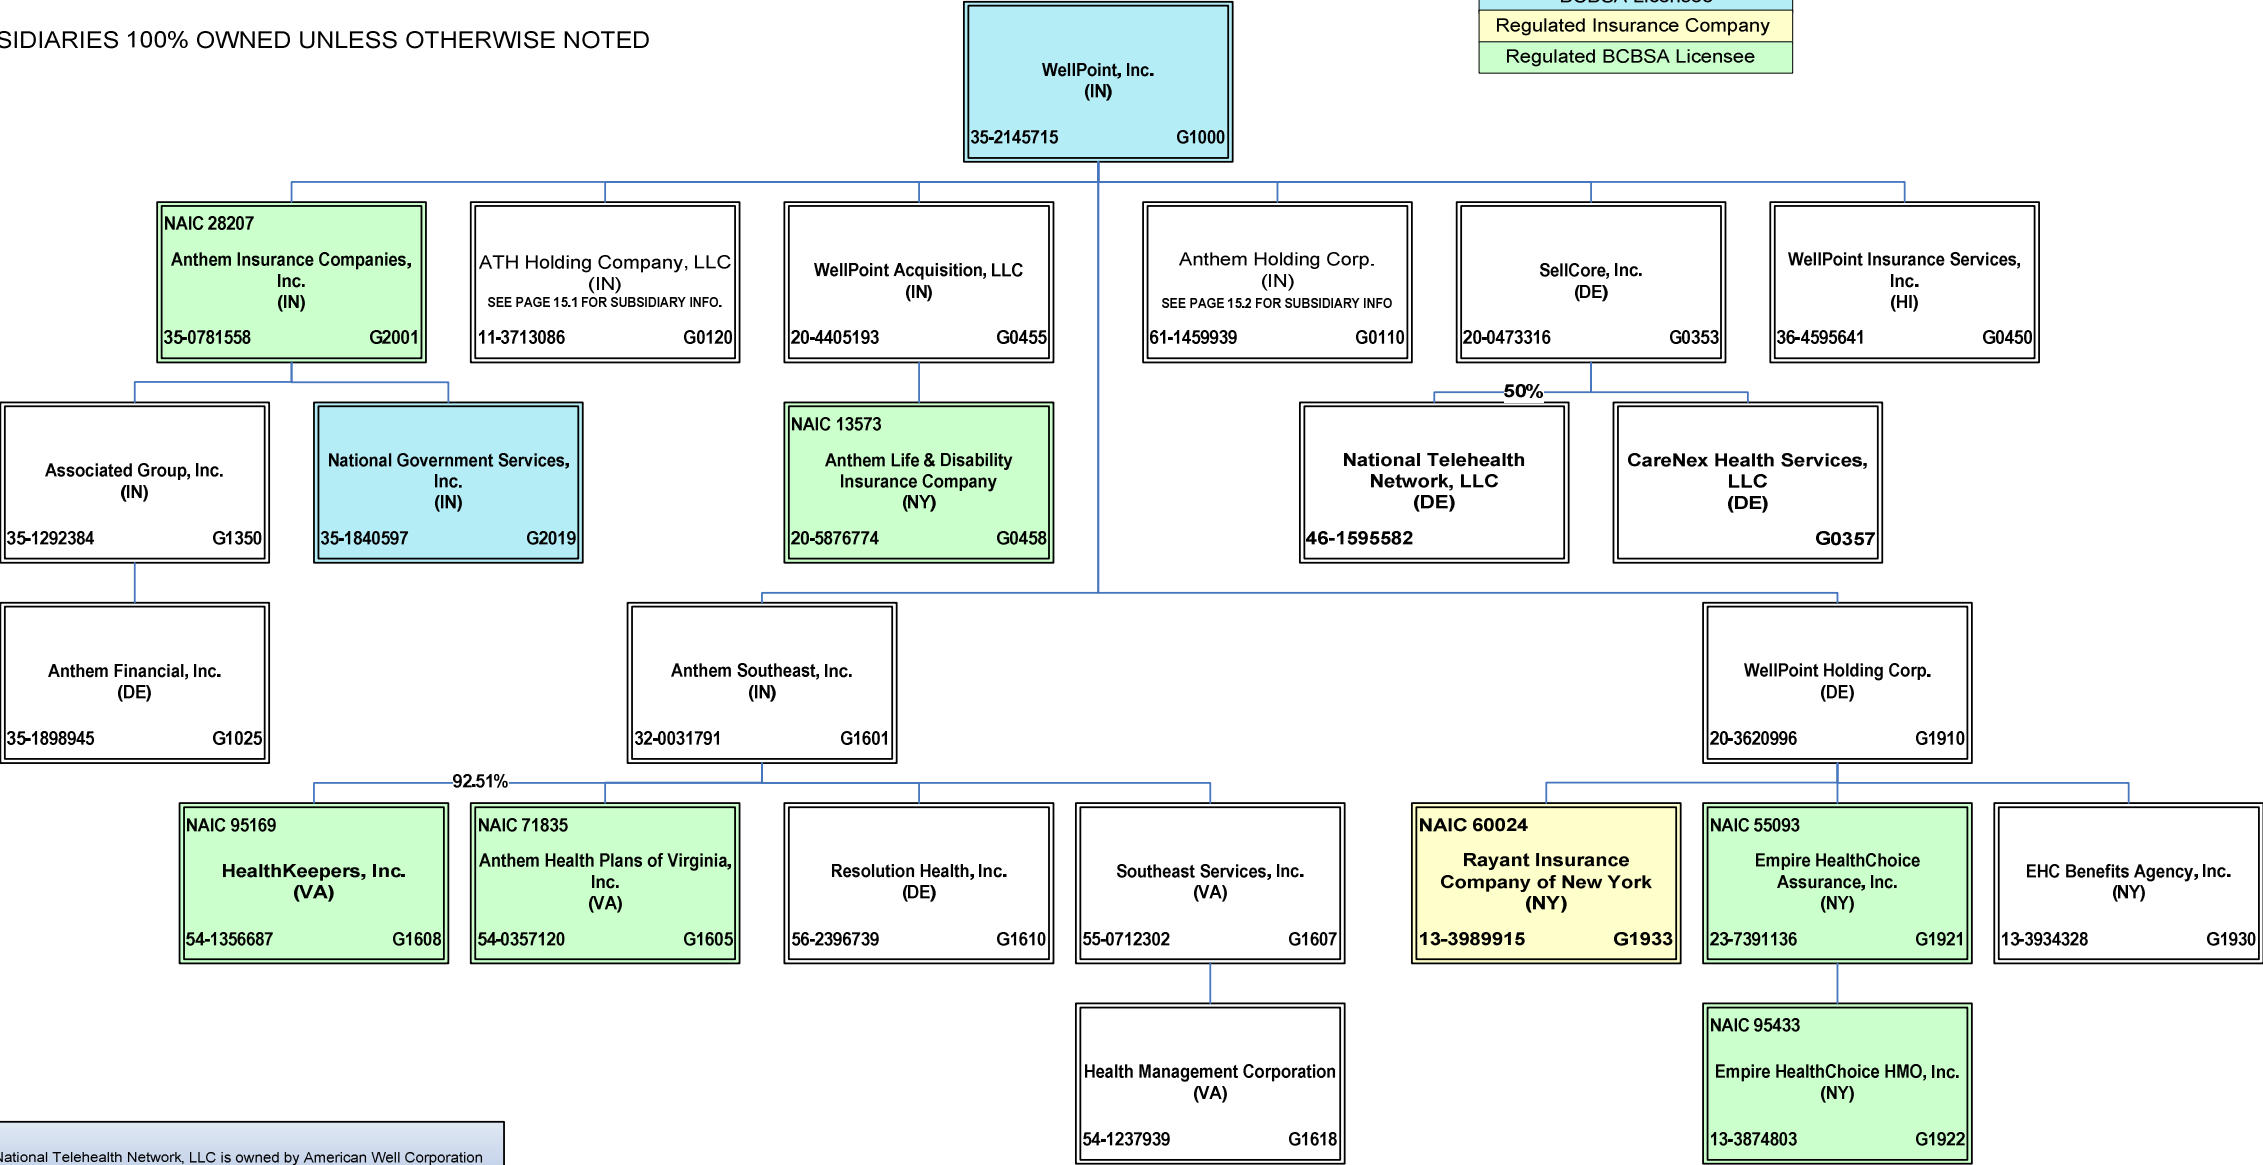 SIDIARIES 100% OWNED UNLESS OTHERWISE NOTED
BCBSA Licensee
Regulated Insurance Company
Regulated BCBSA Licensee
WellPoint, Inc.
(IN)
35-2145715 G1000
NAIC 28207
Anthem Insurance Companies,
Inc.
(IN)
35-0781558 G2001
ATH Holding Company, LLC
(IN)
SEE PAGE 15.1 FOR SUBSIDIARY INFO.
11-3713086 G0120
WellPoint Acquisition, LLC
(IN)
20-4405193 G0455
Anthem Holding Corp.
(IN)
SEE PAGE 15.2 FOR SUBSIDIARY INFO
61-1459939 G0110
SellCore, Inc.
(DE)
20-0473316 G0353
WellPoint Insurance Services,
Inc.
(HI)
36-4595641 G0450
50%
Associated Group, Inc.
(IN)
35-1292384 G1350
National Government Services,
Inc.
(IN)
35-1840597 G2019
NAIC 13573
Anthem Life & Disability
Insurance Company
(NY)
20-5876774 G0458
National Telehealth
Network, LLC
(DE)
46-1595582
CareNex Health Services,
LLC
(DE)
G0357
Anthem Financial, Inc.
(DE)
35-1898945 G1025
Anthem Southeast, Inc.
(IN)
32-0031791 G1601
WellPoint Holding Corp.
(DE)
20-3620996 G1910
92.51%
NAIC 95169
HealthKeepers, Inc.
(VA)
54-1356687 G1608
NAIC 71835
Anthem Health Plans of Virginia,
Inc.
(VA)
54-0357120 G1605
Resolution Health, Inc.
(DE)
56-2396739 G1610
Southeast Services, Inc.
(VA)
55-0712302 G1607
NAIC 60024
Rayant Insurance
Company of New York
(NY)
13-3989915 G1933
NAIC 55093
Empire HealthChoice
Assurance, Inc.
(NY)
23-7391136 G1921
EHC Benefits Agency, Inc.
(NY)
13-3934328 G1930
Health Management Corporation
(VA)
54-1237939 G1618
NAIC 95433
Empire HealthChoice HMO, Inc.
(NY)
13-3874803 G1922
National Telehealth Network, LLC is owned by American Well Corporation